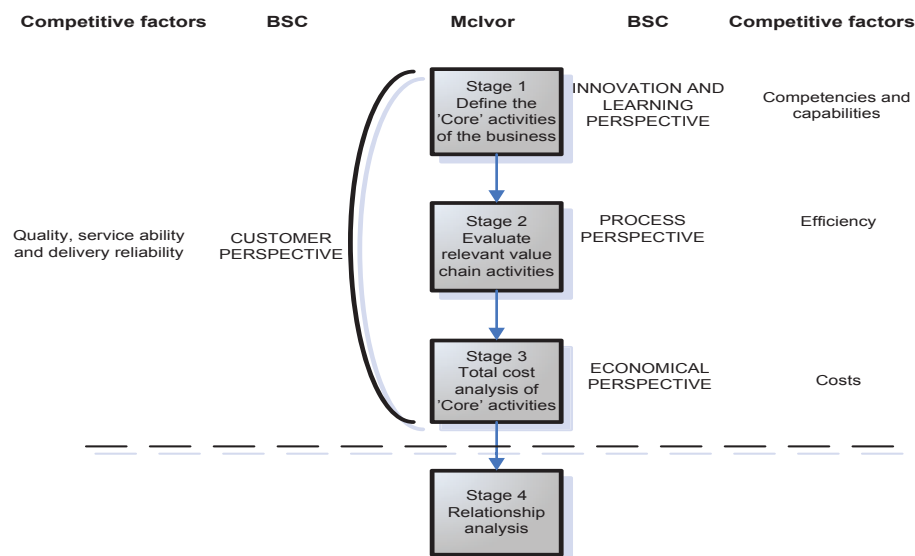 Competitive factors BSC McIvor BSC Competitive factors
Stage 1
Define the
'Core' activities
of the business
INNOVATION AND
LEARNING
PERSPECTIVE
Competencies and
capabilities
Quality, service ability
and delivery reliability
CUSTOMER
PERSPECTIVE
Stage 2
Evaluate
relevant value
chain activities
PROCESS
PERSPECTIVE
Efficiency
Stage 3
Total cost
analysis of
'Core' activities
ECONOMICAL
PERSPECTIVE
Costs
Stage 4
Relationship
analysis